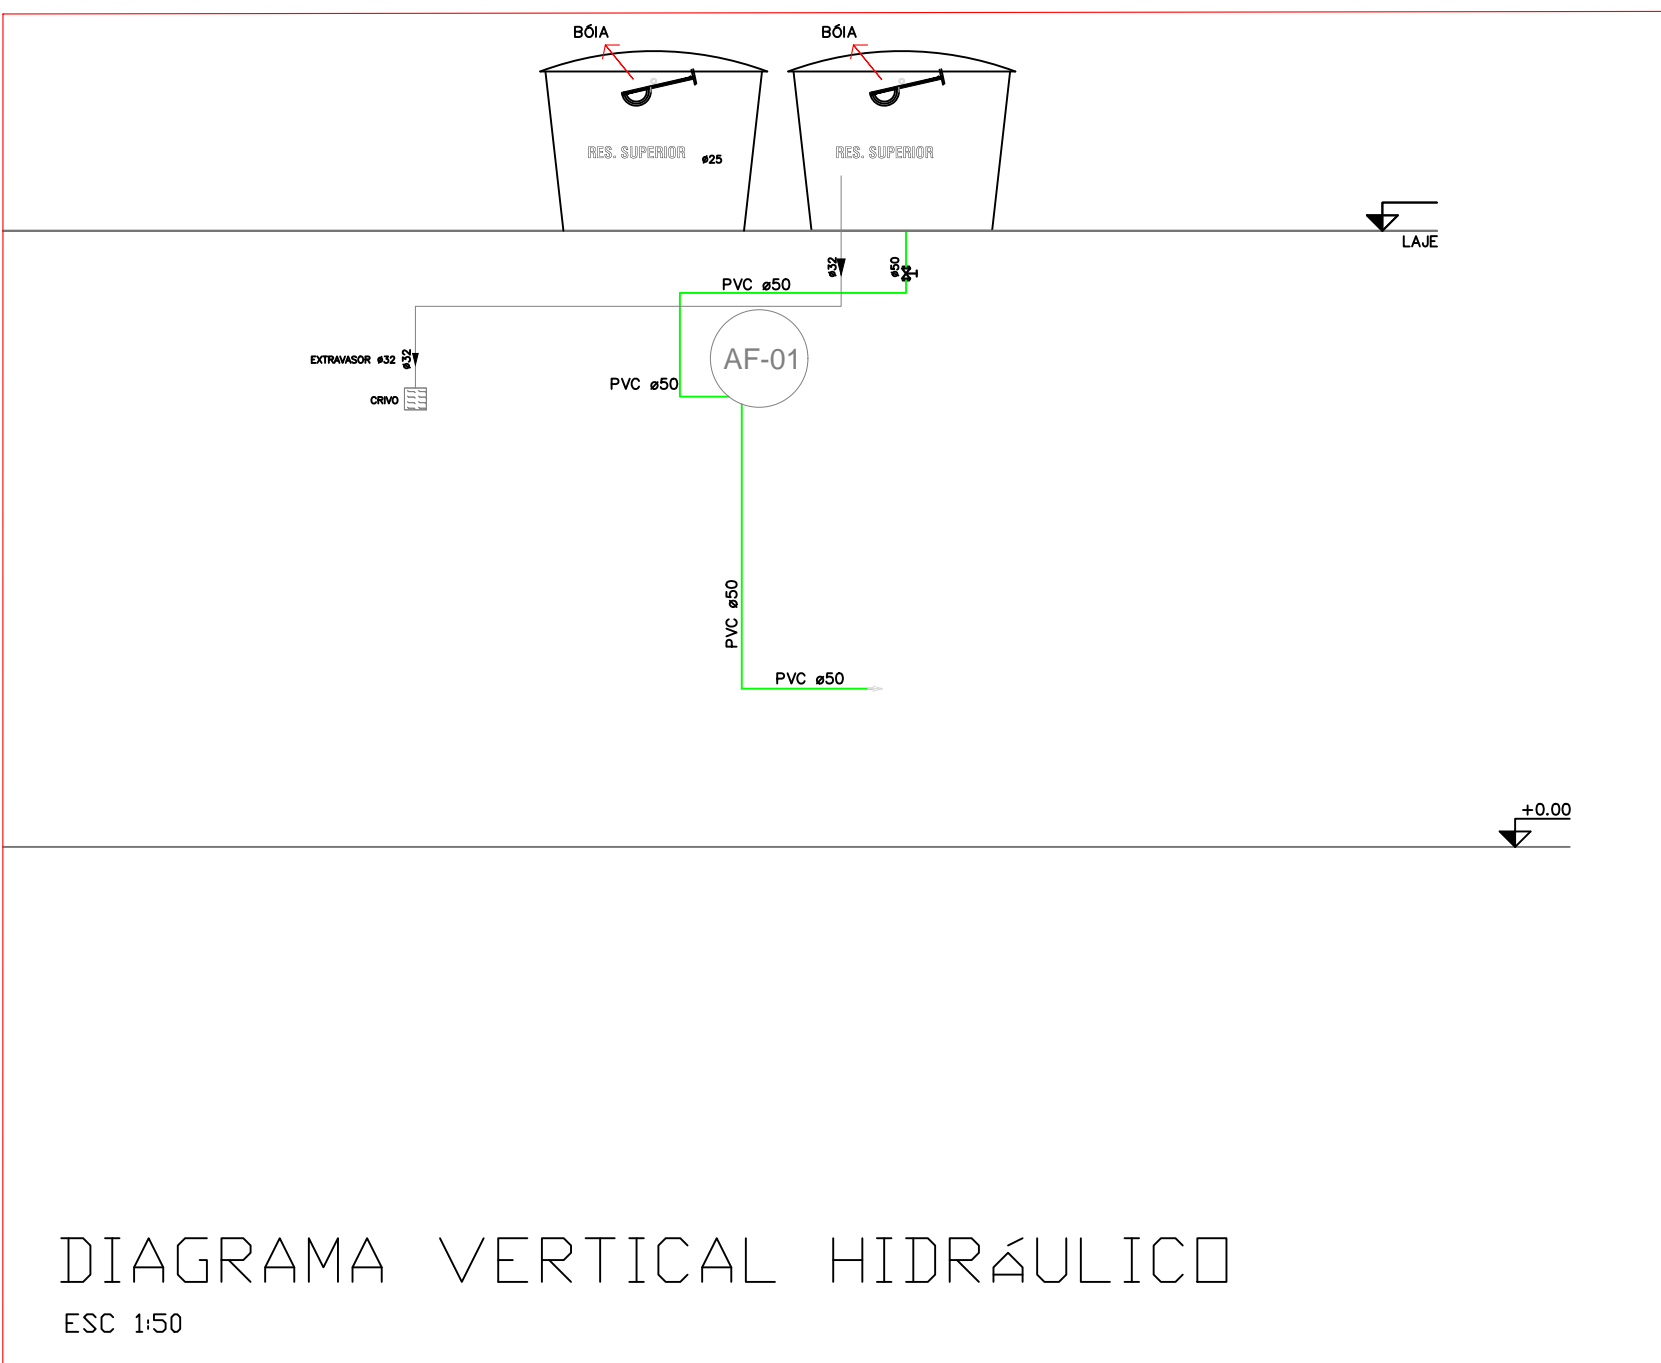 BÓIA
BÓIA
RES. SUPERIOR
ø25
RES. SUPERIOR
LAJE
ø32
ø50
PVC ø50
AF-01
EXTRAVASOR ø32
ø32
PVC ø50
CRIVO
PVC ø50
PVC ø50
+0.00
DIAGRAMA VERTICAL HIDRÁULICO
ESC 1:50